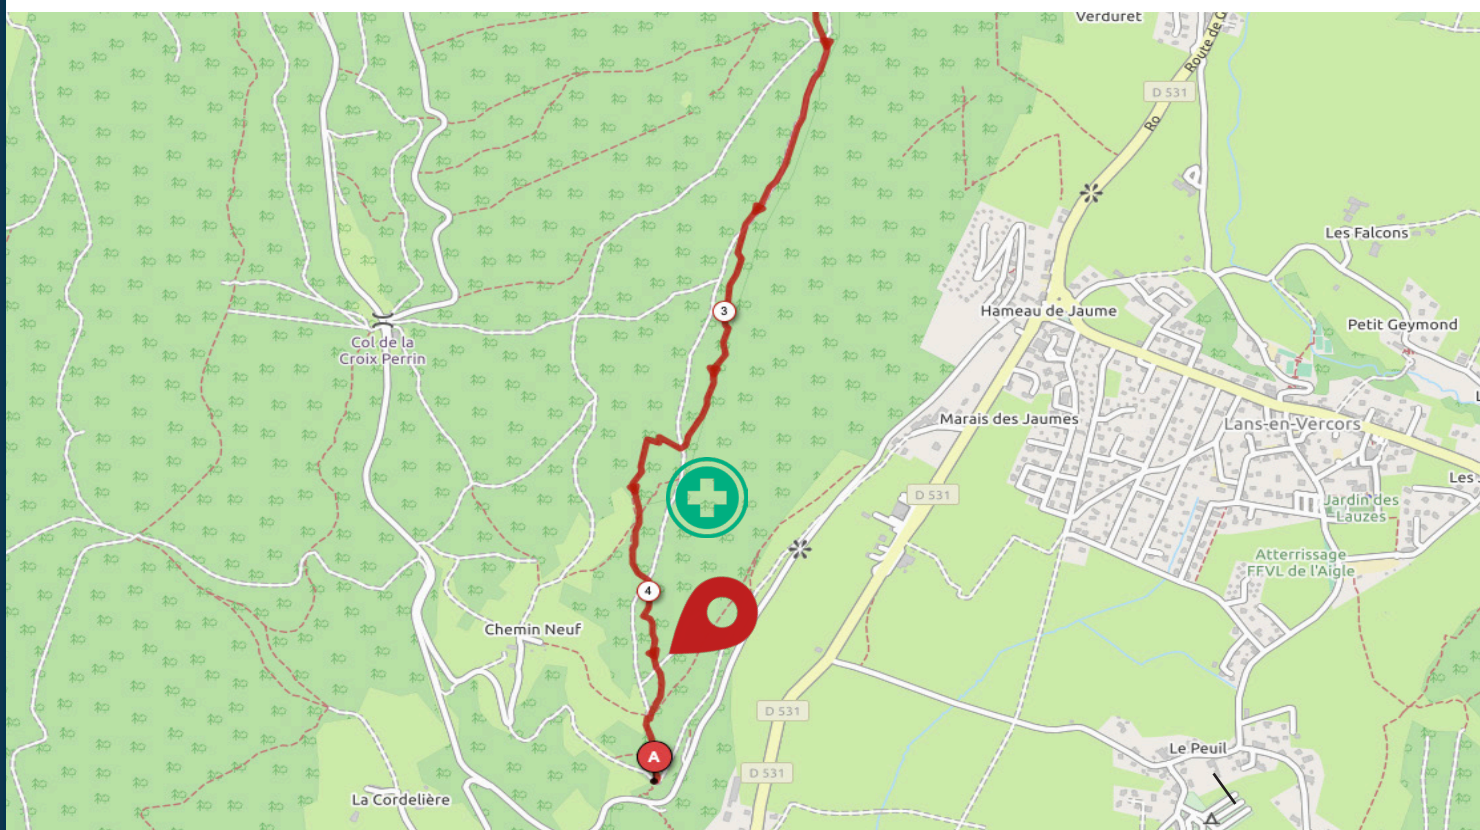 Verduret
Route de G
D 531
Ro
Les Falcons
Hameau de Jaume
Petit Geymond
3
Col de la
Croix Perrin
Marais des Jaumes
Lans-en-Vercors
L
Les
D 531
Jardin des
Lauzes
Atterrissage
FFVL de l'Aigle
4
Chemin Neuf
D 531
Le Peuil
A
D 531
La Cordelière